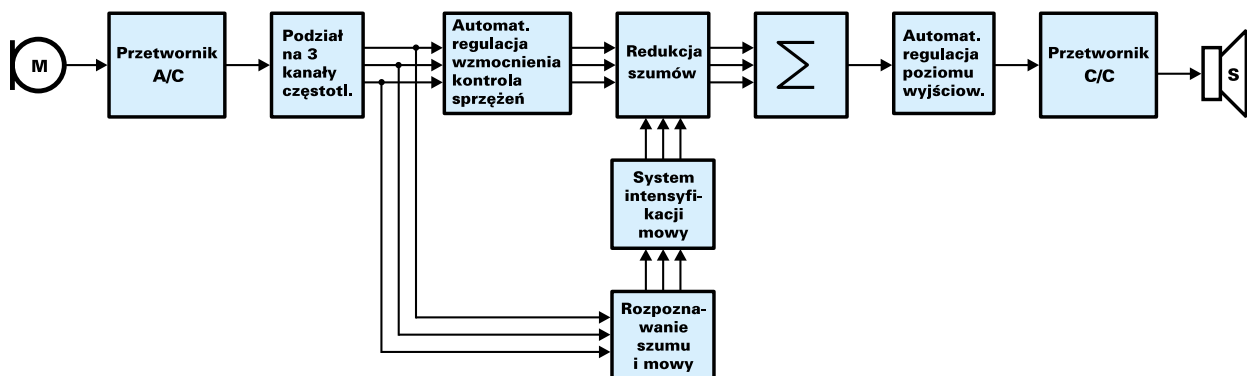 M
Przetwornik
A/C
Podział
na 3
kanały
częstotl.
Automat.
regulacja
wzmocnienia
kontrola
sprzężeń
Redukcja
szumów
∑
Automat.
regulacja
poziomu
wyjściow.
Przetwornik
C/C
S
System
intensyfi-
kacji
mowy
Rozpozna-
wanie
szumu
i mowy